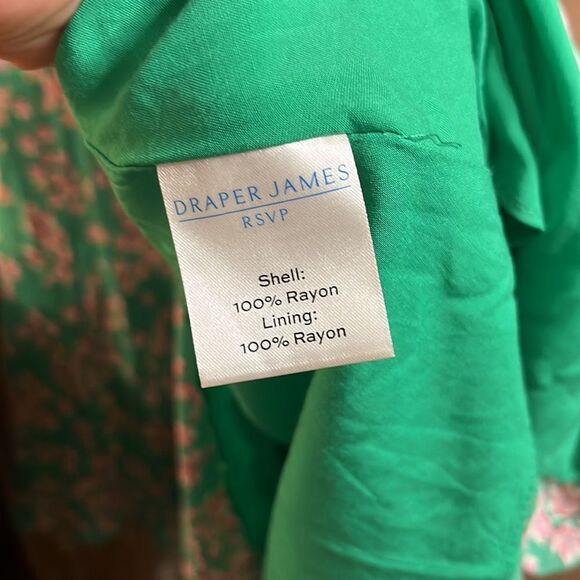 DRAPER JAMES
RSVP
Shell:
100% Rayon
Lining:
100% Rayon